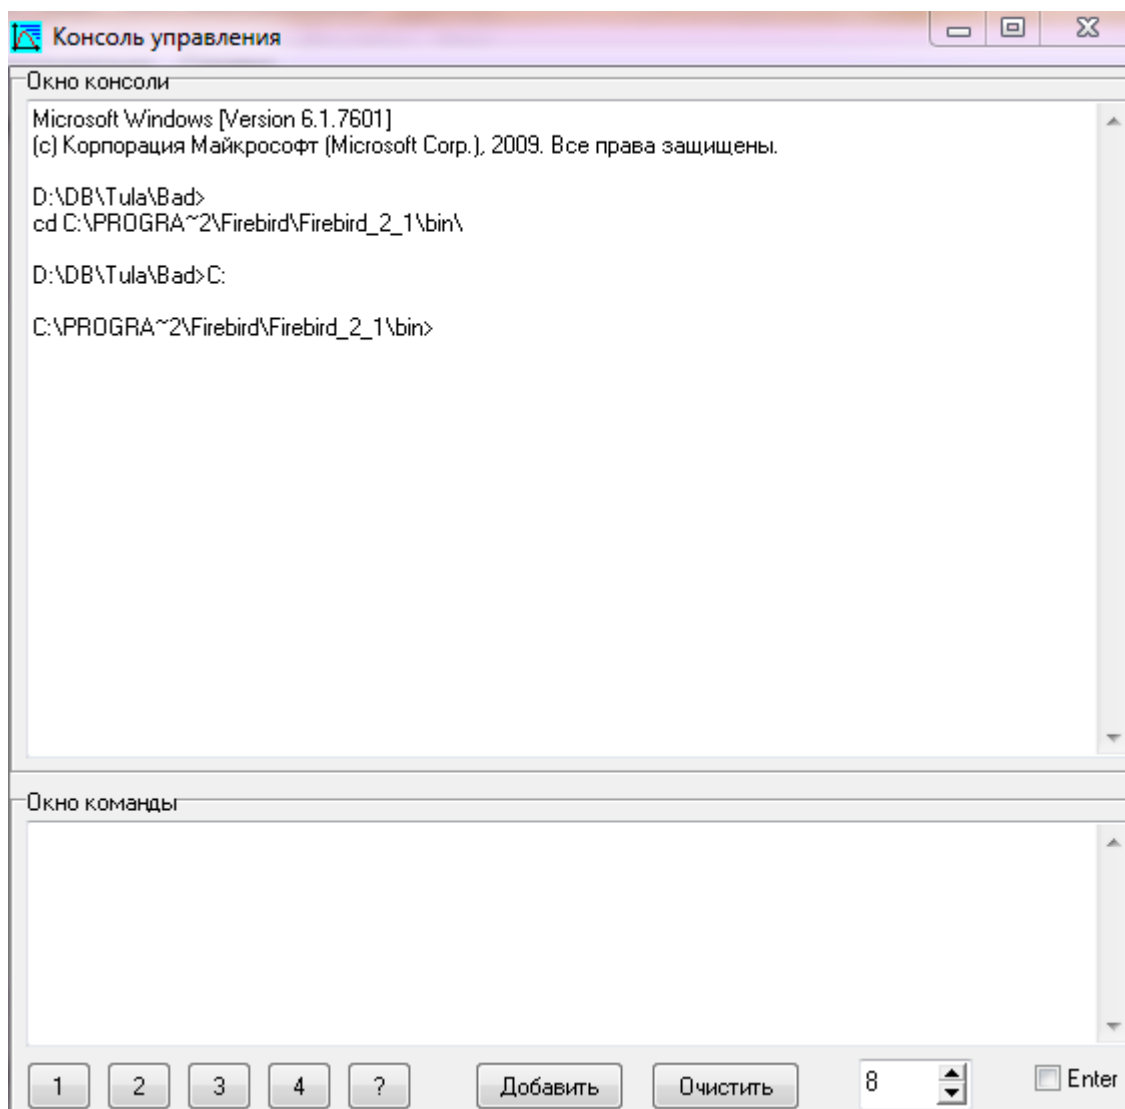 Консоль управления
Окно консоли
Microsoft Windows [Version 6.1.7601]
(c) Корпорация Майкрософт (Microsoft Corp.), 2009. Все права защищены.
D:\DB\Tula\Bad>
cd C:\PROGRA~2\Firebird\Firebird_2_1\bin\
D:\DB\Tula\Bad>C:
C:\PROGRA~2\Firebird\Firebird_2_1\bin>
Окно команды
1 2 3 4 ? Добавить Очистить 8 Enter